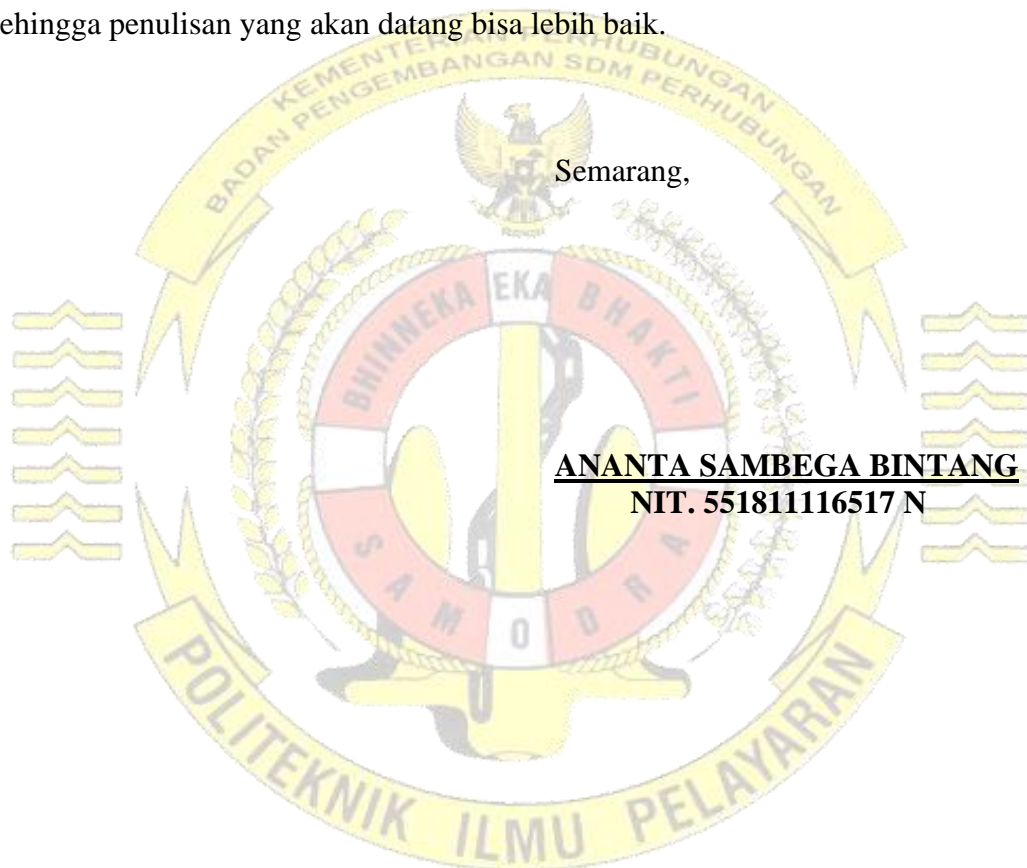 ehingga penulisan yang akan datang bisa lebih baik.
KEMENTERIAN PERHUBUNGAN
BADAN PENGEMBANGAN SDM PERHUBUNGAN
Semarang,
BHINNEKA EKA BHAKTI
ANANTA SAMBEGA BINTANG
NIT. 551811116517 N
SAMODRA
POLITEKNIK ILMU PELAYARAN